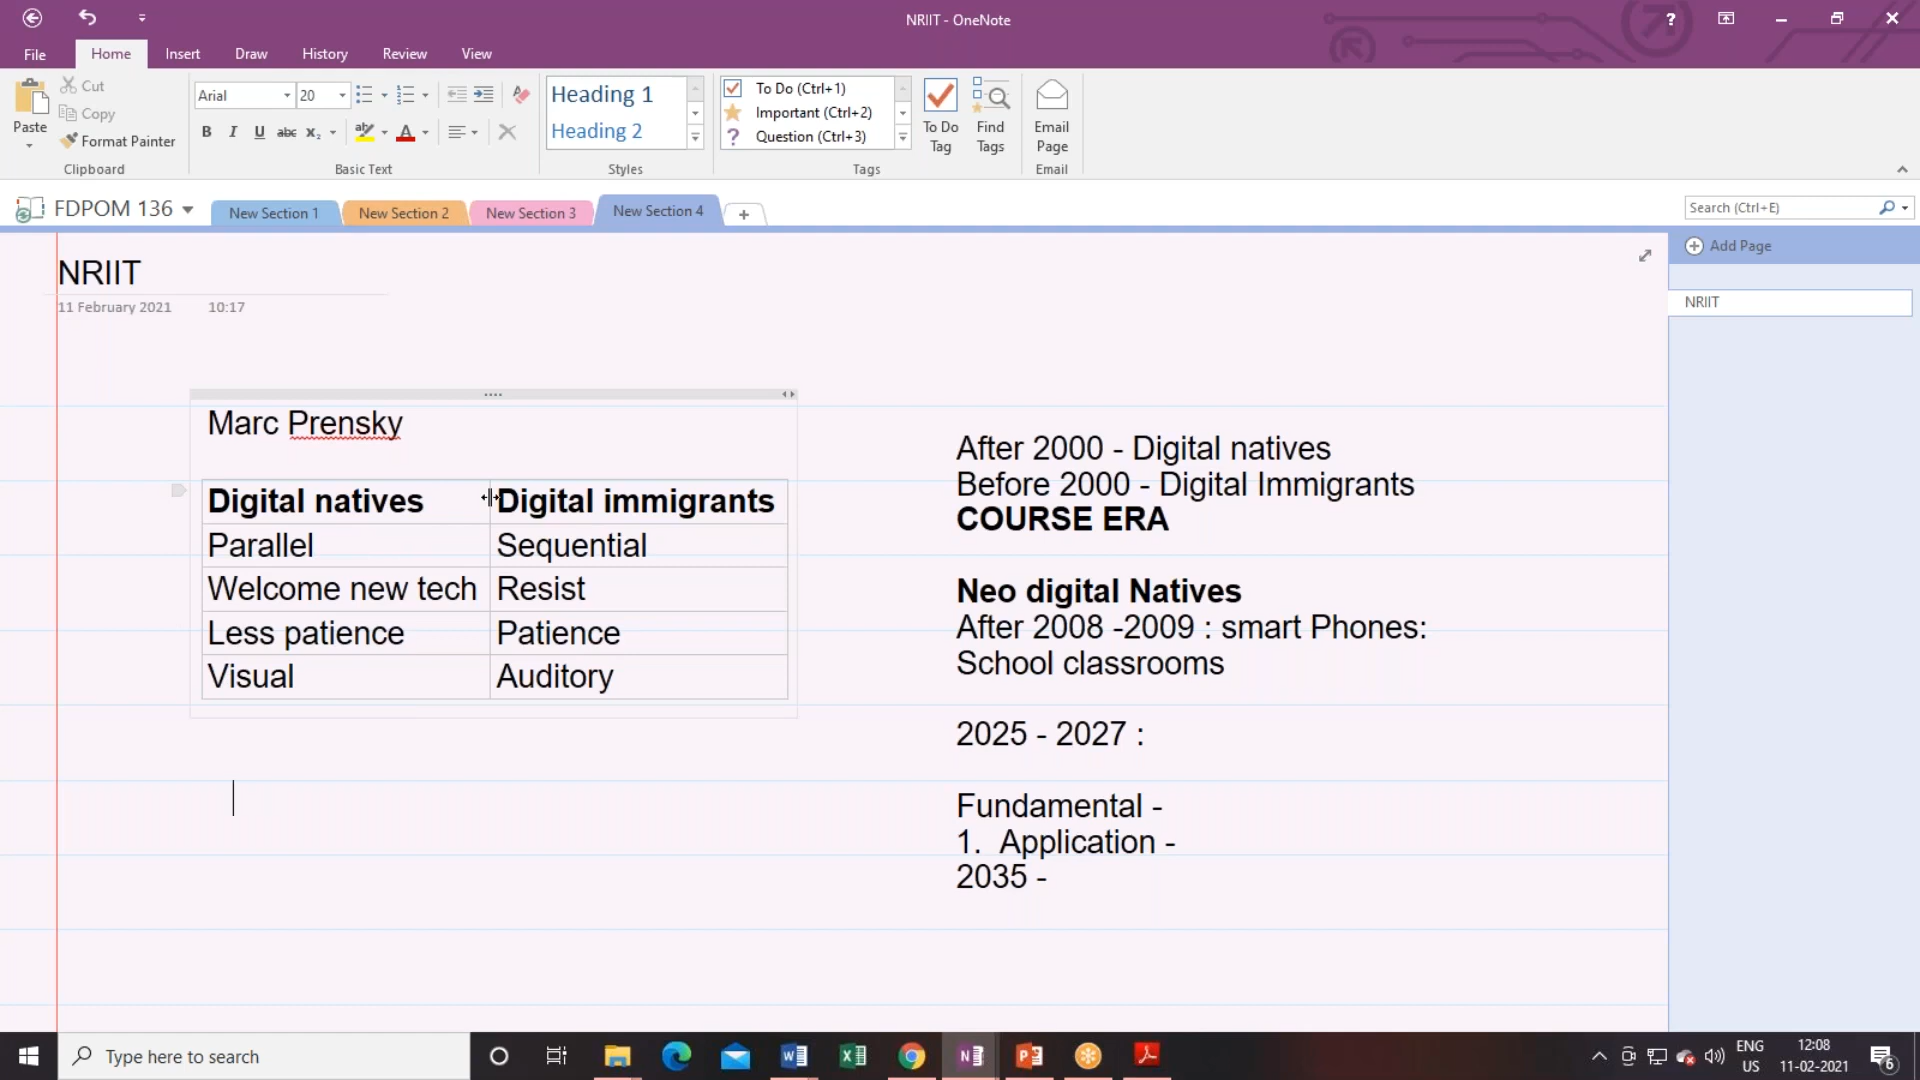 NRIIT - OneNote
?
File
Home
Insert
Draw
History
Review
View
Paste
Cut
Copy
Format Painter
Clipboard
Arial
20
B I U abc X₂
A
Basic Text
Heading 1
Heading 2
Styles
To Do (Ctrl+1)
Important (Ctrl+2)
? Question (Ctrl+3)
To Do
Tag
Find
Tags
Tags
Email
Page
Email
FDPOM 136
New Section 1
New Section 2
New Section 3
New Section 4
+
Search (Ctrl+E)
Add Page
NRIIT
NRIIT
11 February 2021 10:17
Marc Prensky
Digital natives Digital immigrants
Parallel Sequential
Welcome new tech Resist
Less patience Patience
Visual Auditory
After 2000 - Digital natives
Before 2000 - Digital Immigrants
COURSE ERA
Neo digital Natives
After 2008 -2009 : smart Phones:
School classrooms
2025 - 2027 :
Fundamental -
1. Application -
2035 -
Type here to search
ENG
US
12:08
11-02-2021
6